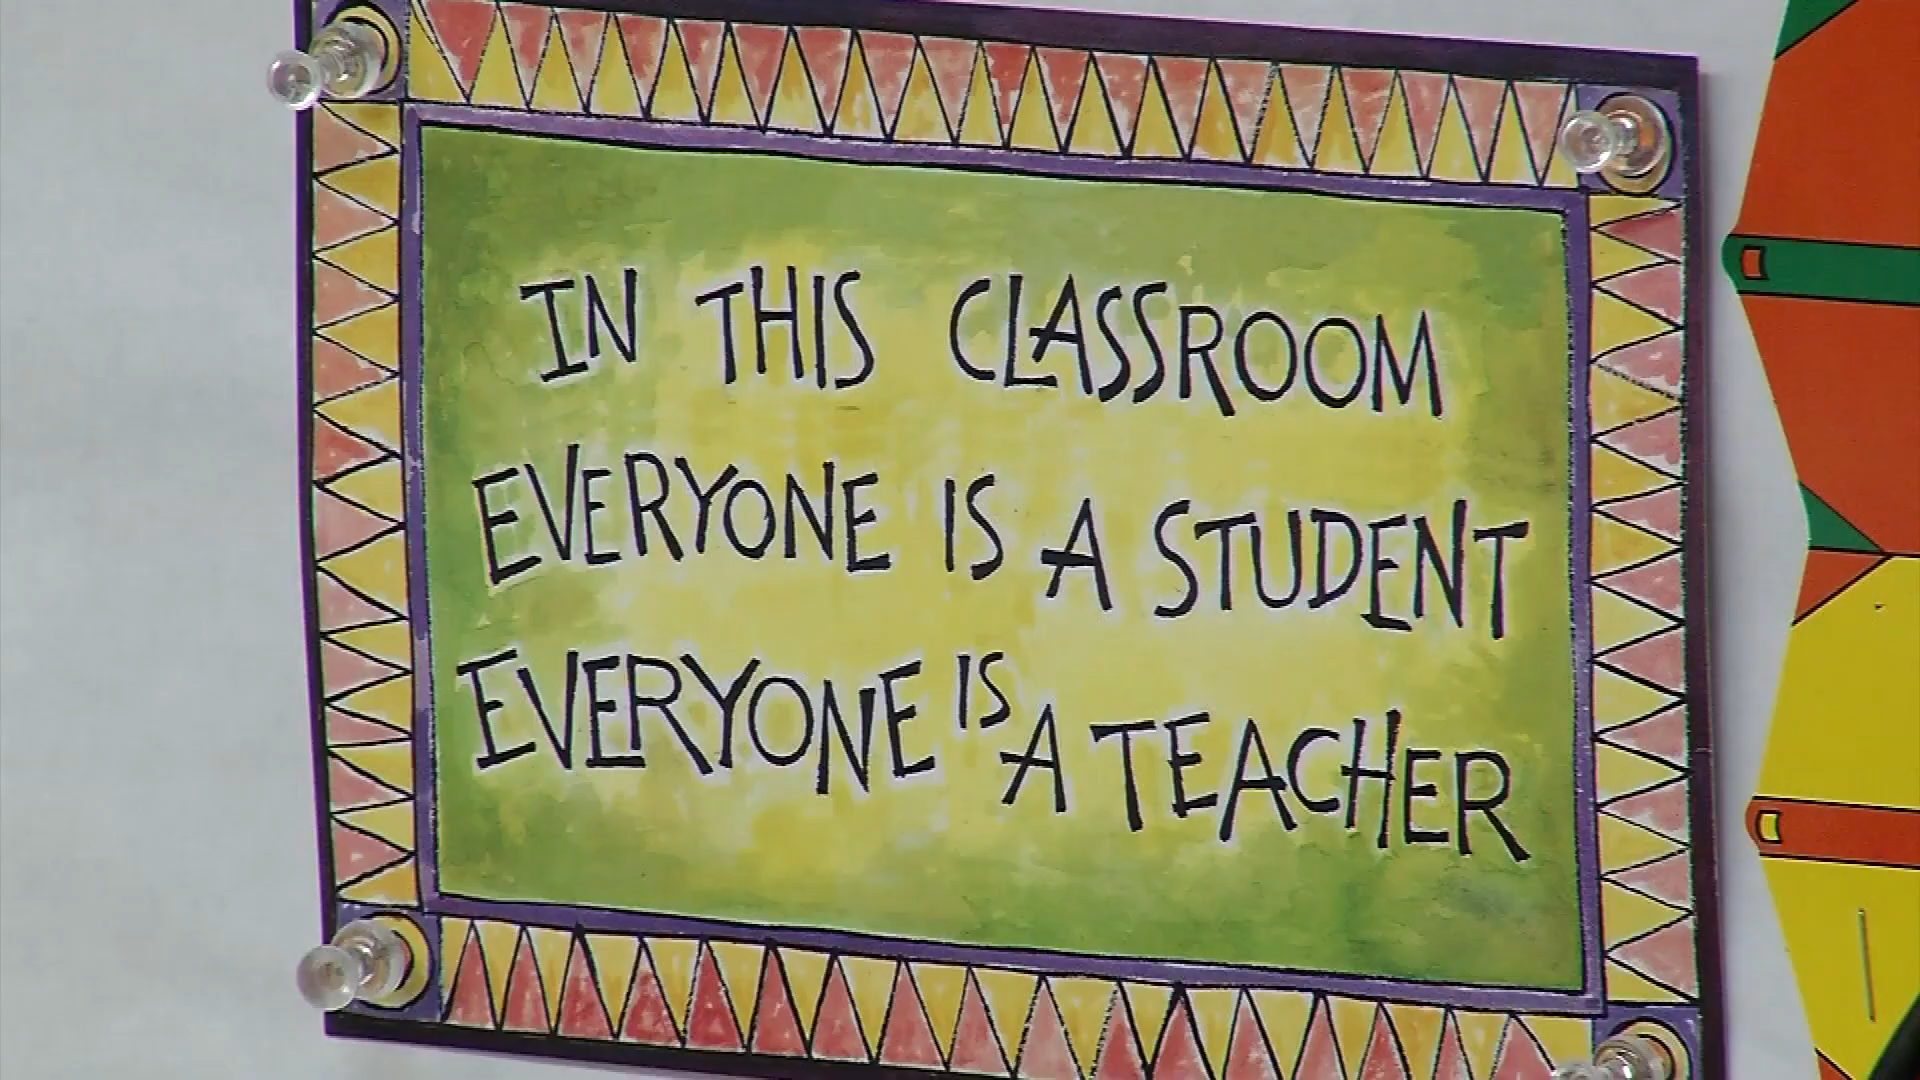 IN THIS CLASSROOM
EVERYONE IS A STUDENT
EVERYONE IS A TEACHER